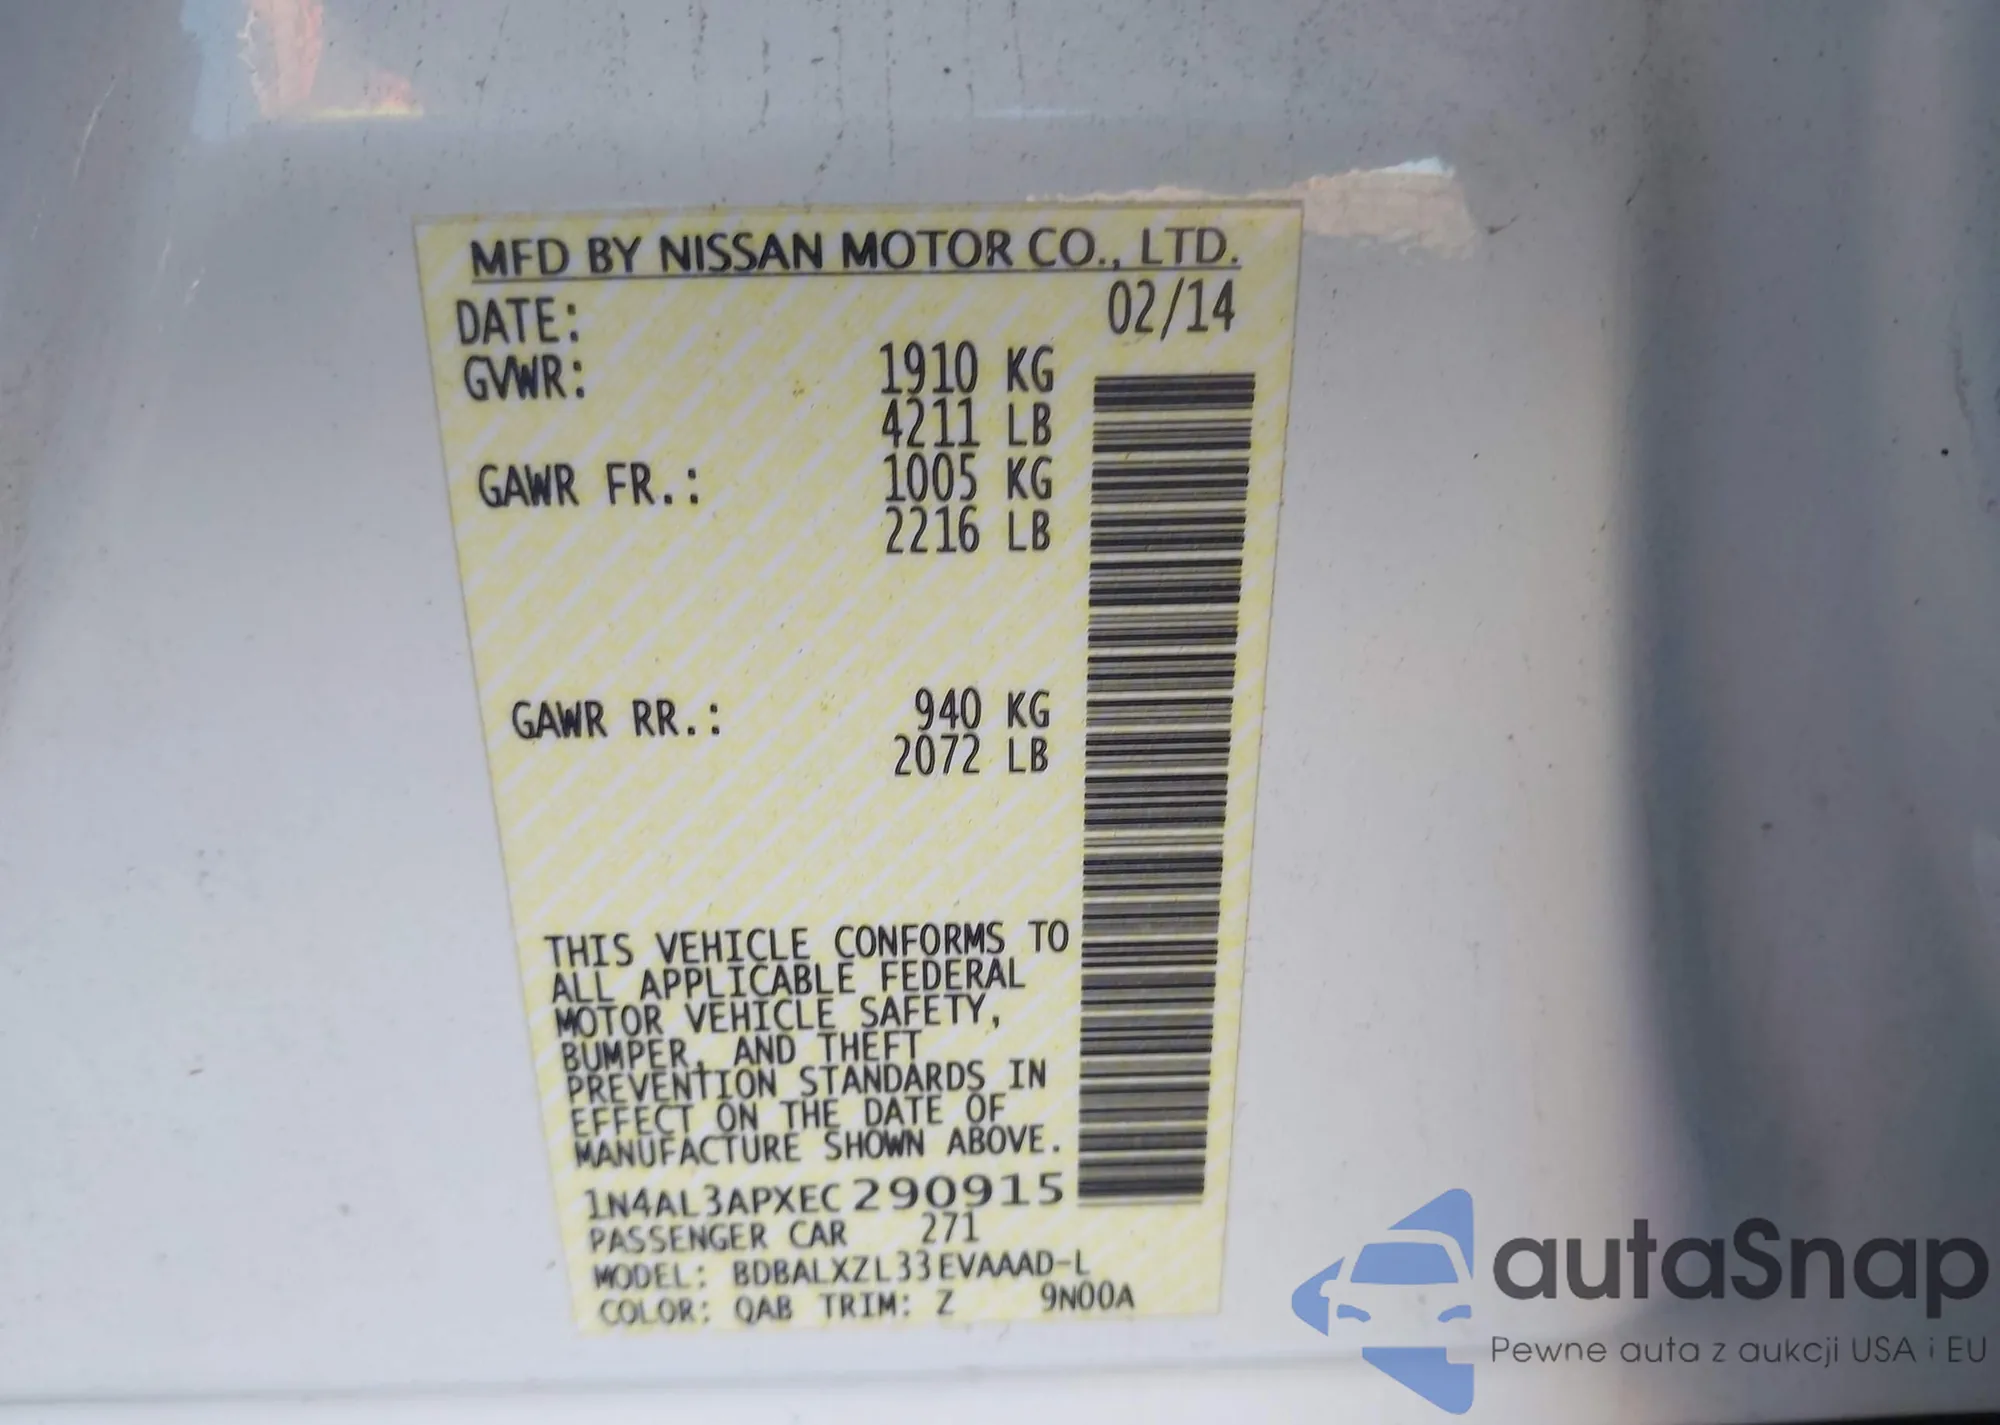 MFD BY NISSAN MOTOR CO., LTD.
DATE: 02/14
GVWR: 1910 KG
4211 LB
GAWR FR.: 1005 KG
2216 LB
GAWR RR.: 940 KG
2072 LB
THIS VEHICLE CONFORMS TO
ALL APPLICABLE FEDERAL
MOTOR VEHICLE SAFETY,
BUMPER, AND THEFT
PREVENTION STANDARDS IN
EFFECT ON THE DATE OF
MANUFACTURE SHOWN ABOVE.
1N4AL3APXEC290915
PASSENGER CAR 271
MODEL: BDBALXZL33EVAAAD-L
COLOR: QAB TRIM: Z 9N00A
autaSnap
Pewne auta z aukcji USA i EU